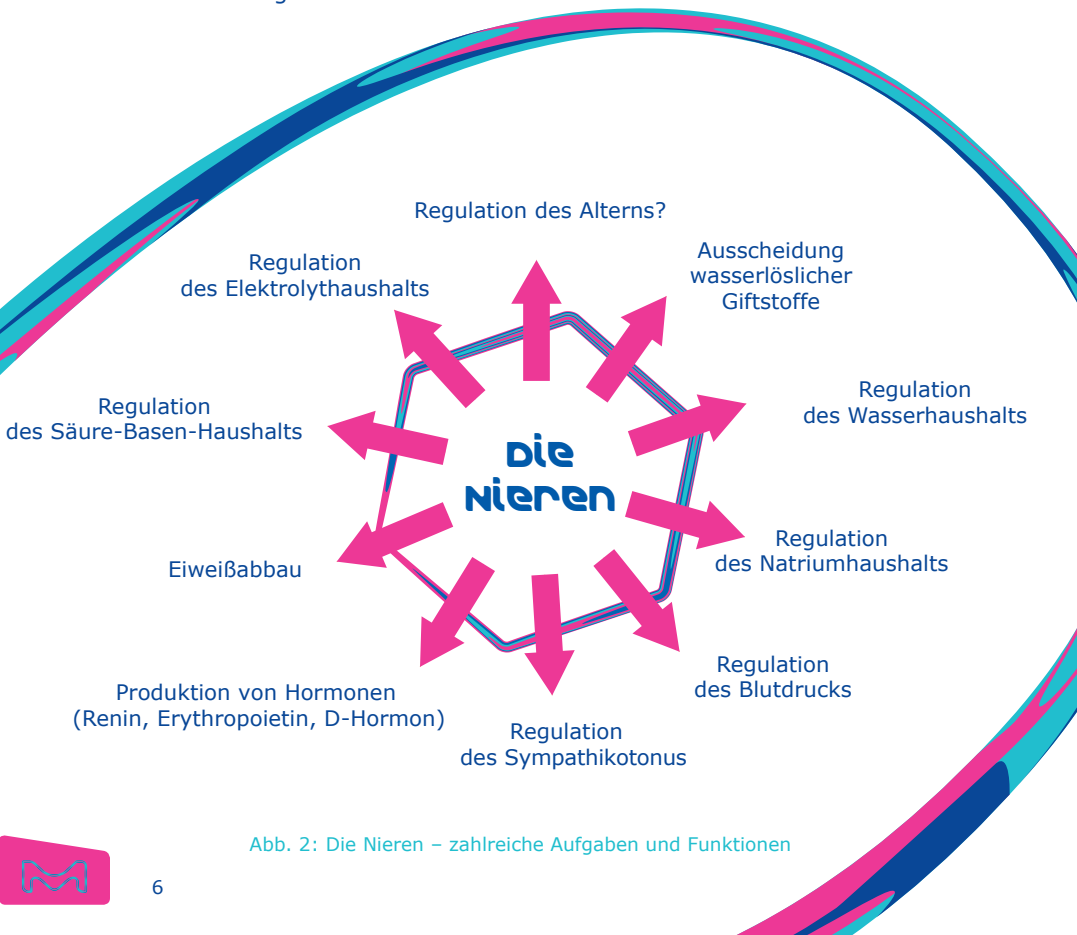 Regulation des Alterns?
Ausscheidung
wasserlöslicher
Giftstoffe
Regulation
des Elektrolythaushalts
Regulation
des Wasserhaushalts
Regulation
des Säure-Basen-Haushalts
Die
Nieren
Regulation
des Natriumhaushalts
Eiweißabbau
Regulation
des Blutdrucks
Produktion von Hormonen
(Renin, Erythropoietin, D-Hormon)
Regulation
des Sympathikotonus
Abb. 2: Die Nieren – zahlreiche Aufgaben und Funktionen
M
6